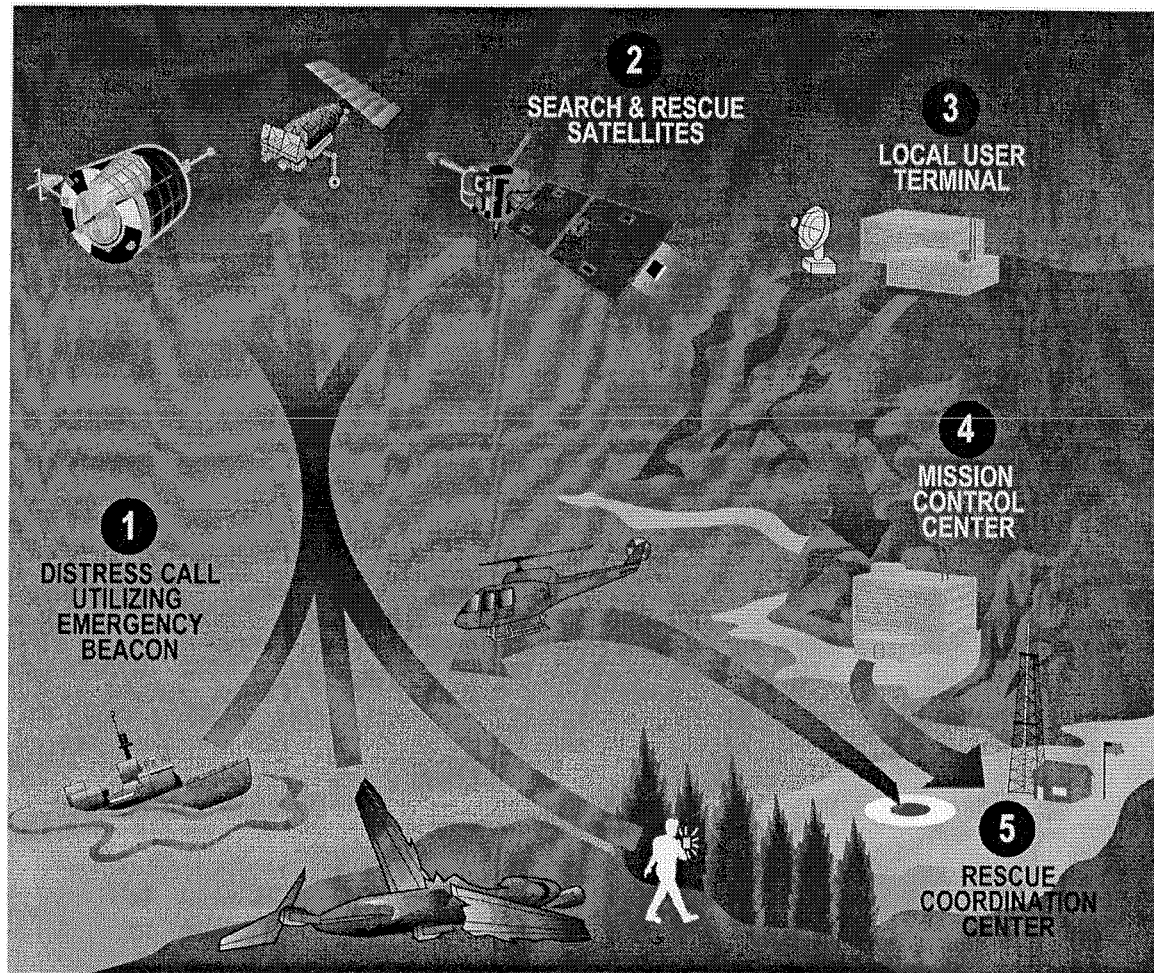 1
DISTRESS CALL
UTILIZING
EMERGENCY
BEACON
2
SEARCH & RESCUE
SATELLITES
3
LOCAL USER
TERMINAL
4
MISSION
CONTROL
CENTER
5
RESCUE
COORDINATION
CENTER